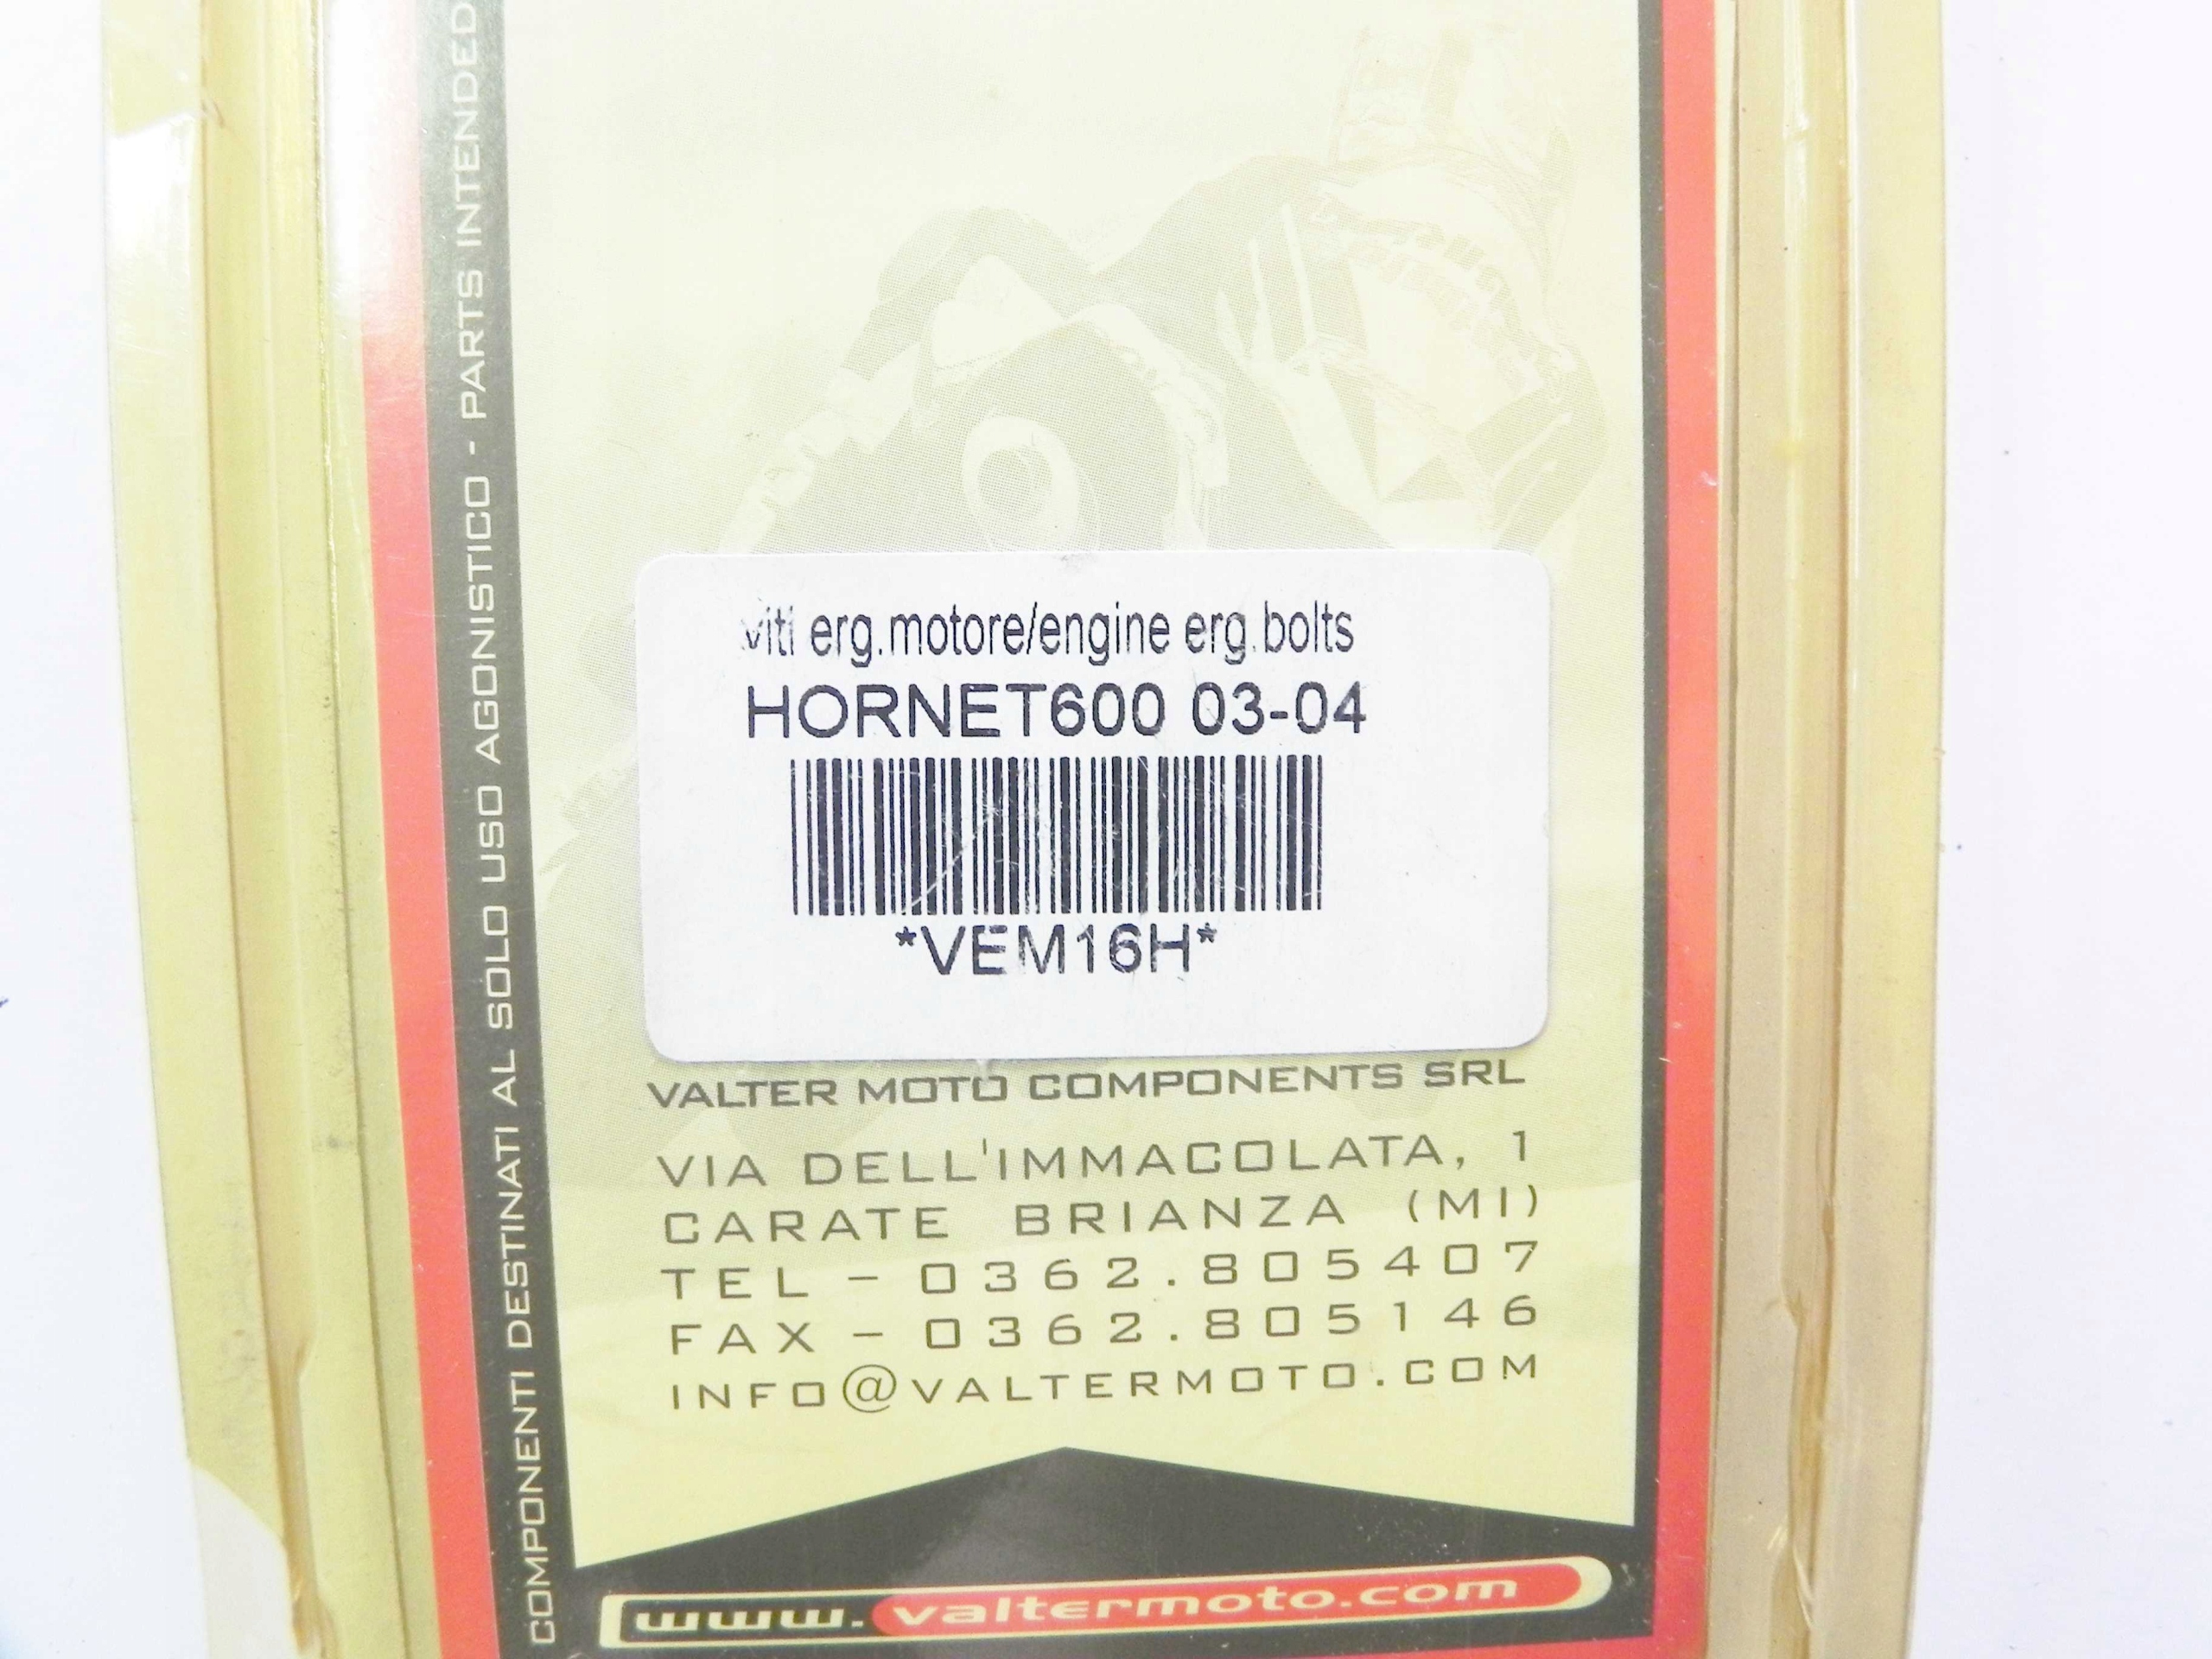 COMPONENTI DESTINATI AL SOLO USO AGONISTICO - PARTS INTENDED
viti erg.motore/engine erg.bolts
HORNET600 03-04
*VEM16H*
VALTER MOTO COMPONENTS SRL
VIA DELL'IMMACOLATA, 1
CARATE BRIANZA (MI)
TEL - 0362.805407
FAX - 0362.805146
INFO@VALTERMOTO.COM
www.valtermoto.com